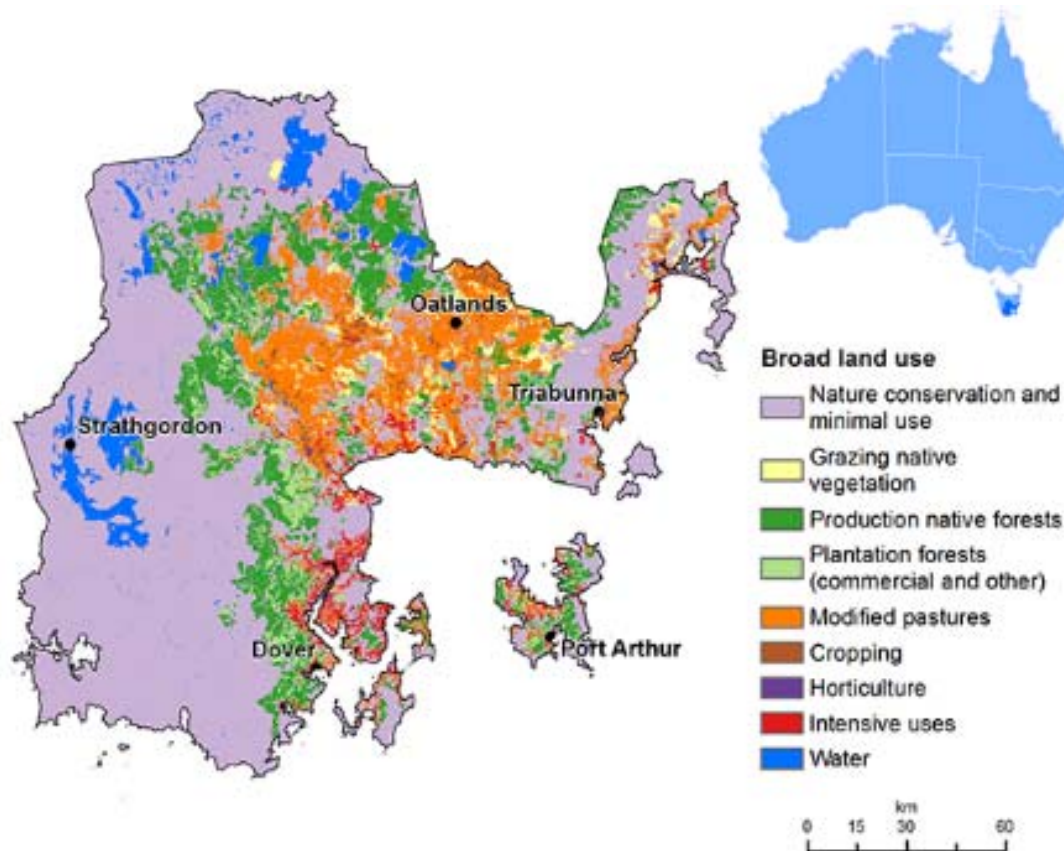 Oatlands
Triabunna
Strathgordon
Dover
Port Arthur
Broad land use
Nature conservation and
minimal use
Grazing native
vegetation
Production native forests
Plantation forests
(commercial and other)
Modified pastures
Cropping
Horticulture
Intensive uses
Water
km
0 15 30 60